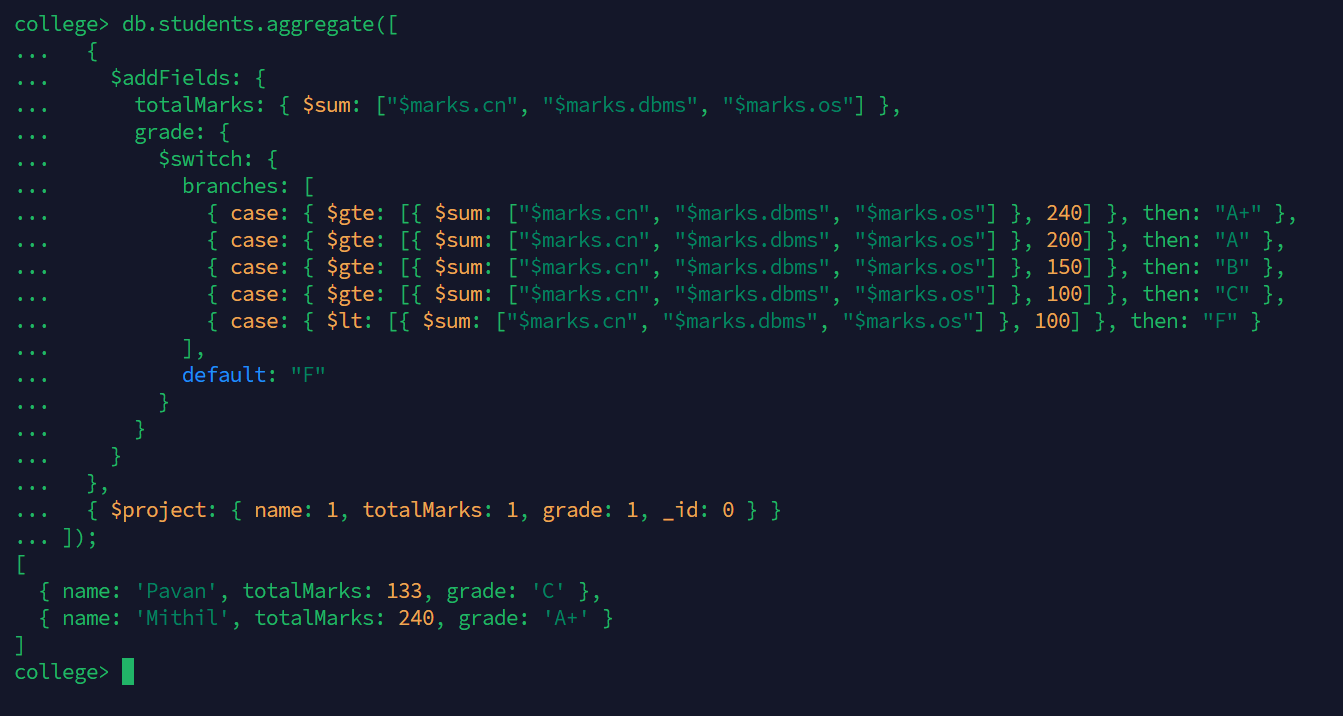 college> db.students.aggregate([
...   {
...     $addFields: {
...       totalMarks: { $sum: ["$marks.cn", "$marks.dbms", "$marks.os"] },
...       grade: {
...         $switch: {
...           branches: [
...             { case: { $gte: [{ $sum: ["$marks.cn", "$marks.dbms", "$marks.os"] }, 240] }, then: "A+" },
...             { case: { $gte: [{ $sum: ["$marks.cn", "$marks.dbms", "$marks.os"] }, 200] }, then: "A" },
...             { case: { $gte: [{ $sum: ["$marks.cn", "$marks.dbms", "$marks.os"] }, 150] }, then: "B" },
...             { case: { $gte: [{ $sum: ["$marks.cn", "$marks.dbms", "$marks.os"] }, 100] }, then: "C" },
...             { case: { $lt: [{ $sum: ["$marks.cn", "$marks.dbms", "$marks.os"] }, 100] }, then: "F" }
...           ],
...           default: "F"
...         }
...       }
...     }
...   },
...   { $project: { name: 1, totalMarks: 1, grade: 1, _id: 0 } }
... ]);
[
  { name: 'Pavan', totalMarks: 133, grade: 'C' },
  { name: 'Mithil', totalMarks: 240, grade: 'A+' }
]
college>